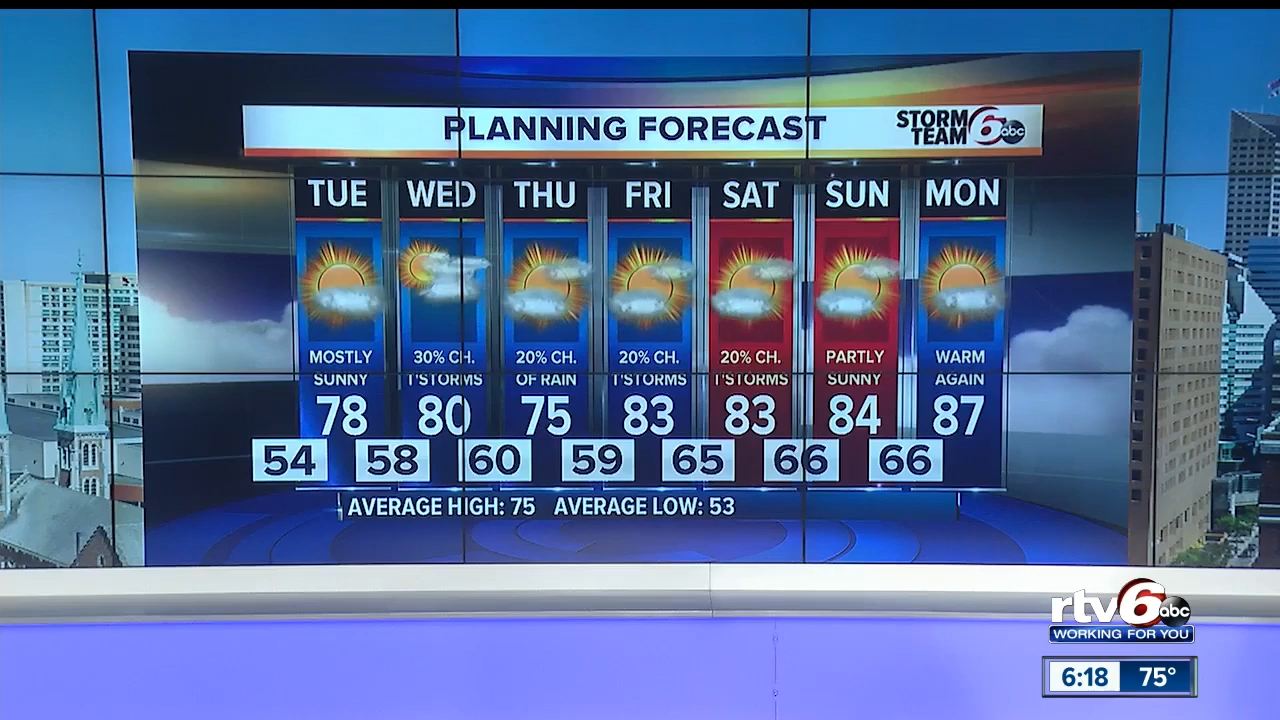 PLANNING FORECAST
STORM TEAM 6 abc
TUE WED THU FRI SAT SUN MON
MOSTLY 30% CH. 20% CH. 20% CH. 20% CH. PARTLY WARM
SUNNY T'STORMS OF RAIN T'STORMS T'STORMS SUNNY AGAIN
78 80 75 83 83 84 87
54 58 60 59 65 66 66
AVERAGE HIGH: 75 AVERAGE LOW: 53
rtv6 abc
WORKING FOR YOU
6:18 75°